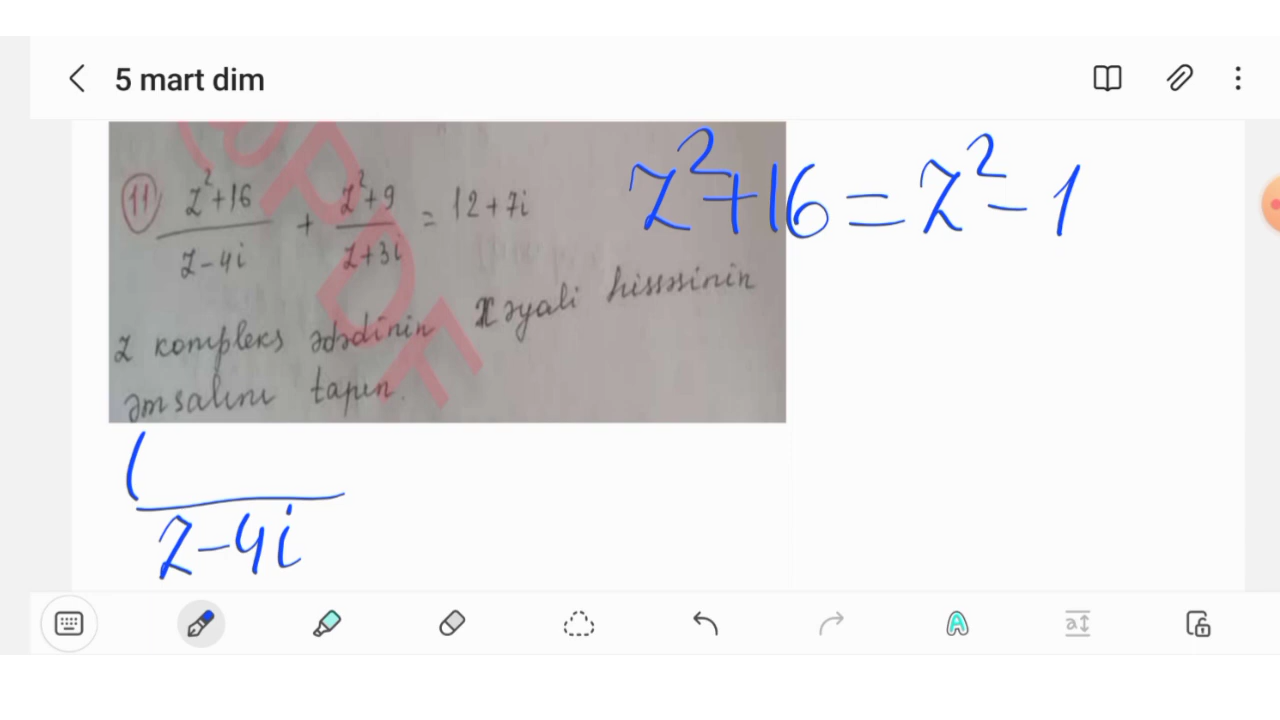 5 mart dim
11 z²+16/z-4i + z²+9/z+3i = 12+7i
z kompleks ədədinin xəyali hissəsinin
əmsalını tapın.
z²+16=z²-1
(
z-4i